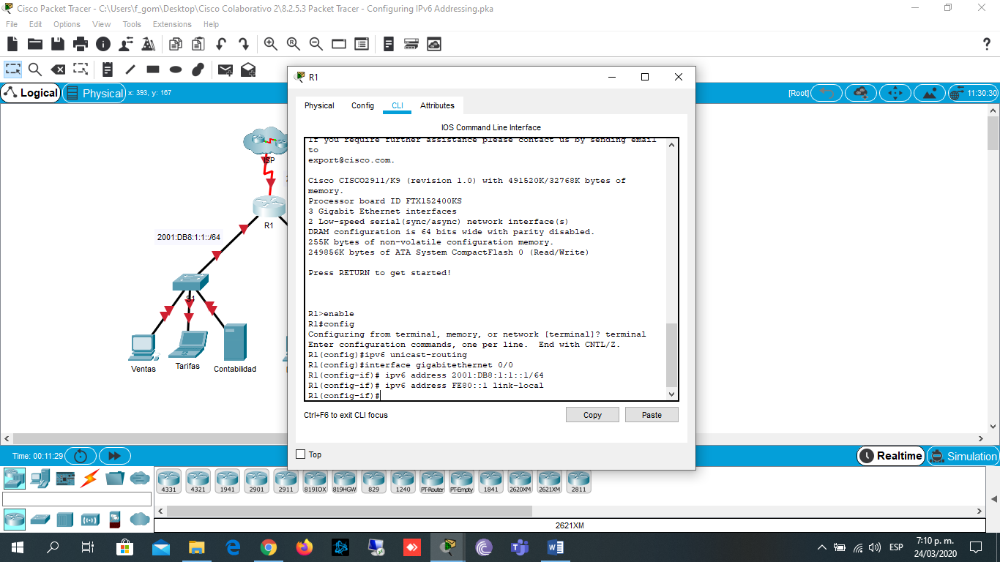 Cisco Packet Tracer - C:\Users\f_gom\Desktop\Cisco Colaborativo 2\8.2.5.3 Packet Tracer - Configuring IPv6 Addressing.pka
File Edit Options View Tools Extensions Help
Logical Physical x: 393, y: 167 [Root] 11:30:30
ISP
R1
2001:DB8:1:1::/64
S1
Ventas
Tarifas
Contabilidad
R1
Physical Config CLI Attributes
IOS Command Line Interface
If you require further assistance please contact us by sending email
to
export@cisco.com.
Cisco CISCO2911/K9 (revision 1.0) with 491520K/32768K bytes of
memory.
Processor board ID FTX152400KS
3 Gigabit Ethernet interfaces
2 Low-speed serial(sync/async) network interface(s)
DRAM configuration is 64 bits wide with parity disabled.
255K bytes of non-volatile configuration memory.
249856K bytes of ATA System CompactFlash 0 (Read/Write)
Press RETURN to get started!
R1>enable
R1#config
Configuring from terminal, memory, or network [terminal]? terminal
Enter configuration commands, one per line.  End with CNTL/Z.
R1(config)#ipv6 unicast-routing
R1(config)#interface gigabitethernet 0/0
R1(config-if)# ipv6 address 2001:DB8:1:1::1/64
R1(config-if)# ipv6 address FE80::1 link-local
R1(config-if)#
Ctrl+F6 to exit CLI focus
Copy Paste
Top
Time: 00:11:29 Realtime Simulation
4331 4321 1941 2901 2911 819IOX 819HGW 829 1240 PT-Router PT-Empty 1841 2620XM 2621XM 2811
2621XM
ESP
7:10 p. m.
24/03/2020